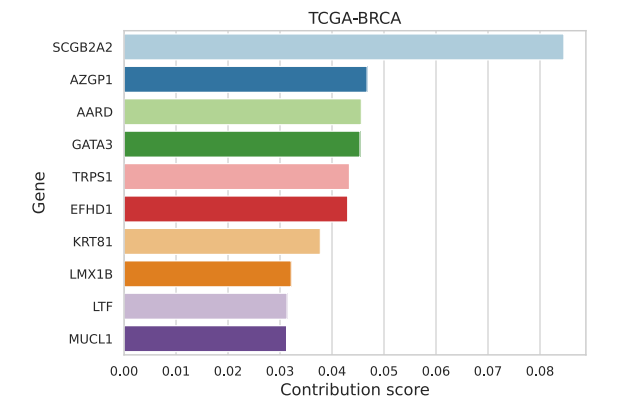 TCGA-BRCA
SCGB2A2
AZGP1
AARD
GATA3
TRPS1
EFHD1
KRT81
LMX1B
LTF
MUCL1
Gene
0.00 0.01 0.02 0.03 0.04 0.05 0.06 0.07 0.08
Contribution score